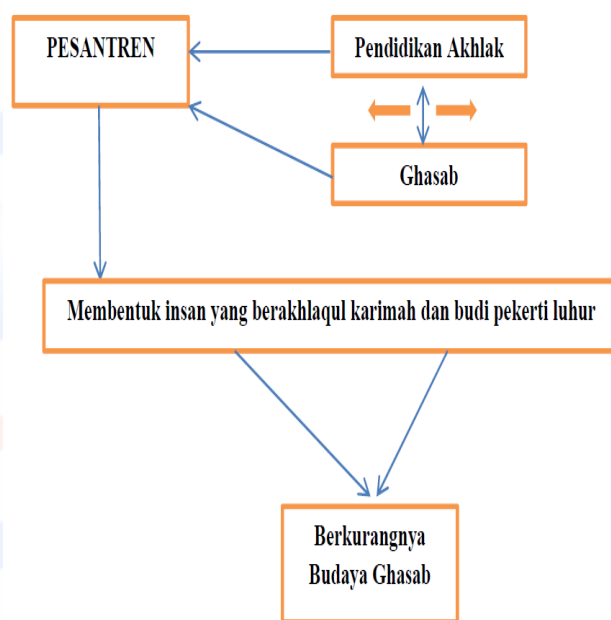 PESANTREN
Pendidikan Akhlak
Ghasab
Membentuk insan yang berakhlaqul karimah dan budi pekerti luhur
Berkurangnya
Budaya Ghasab